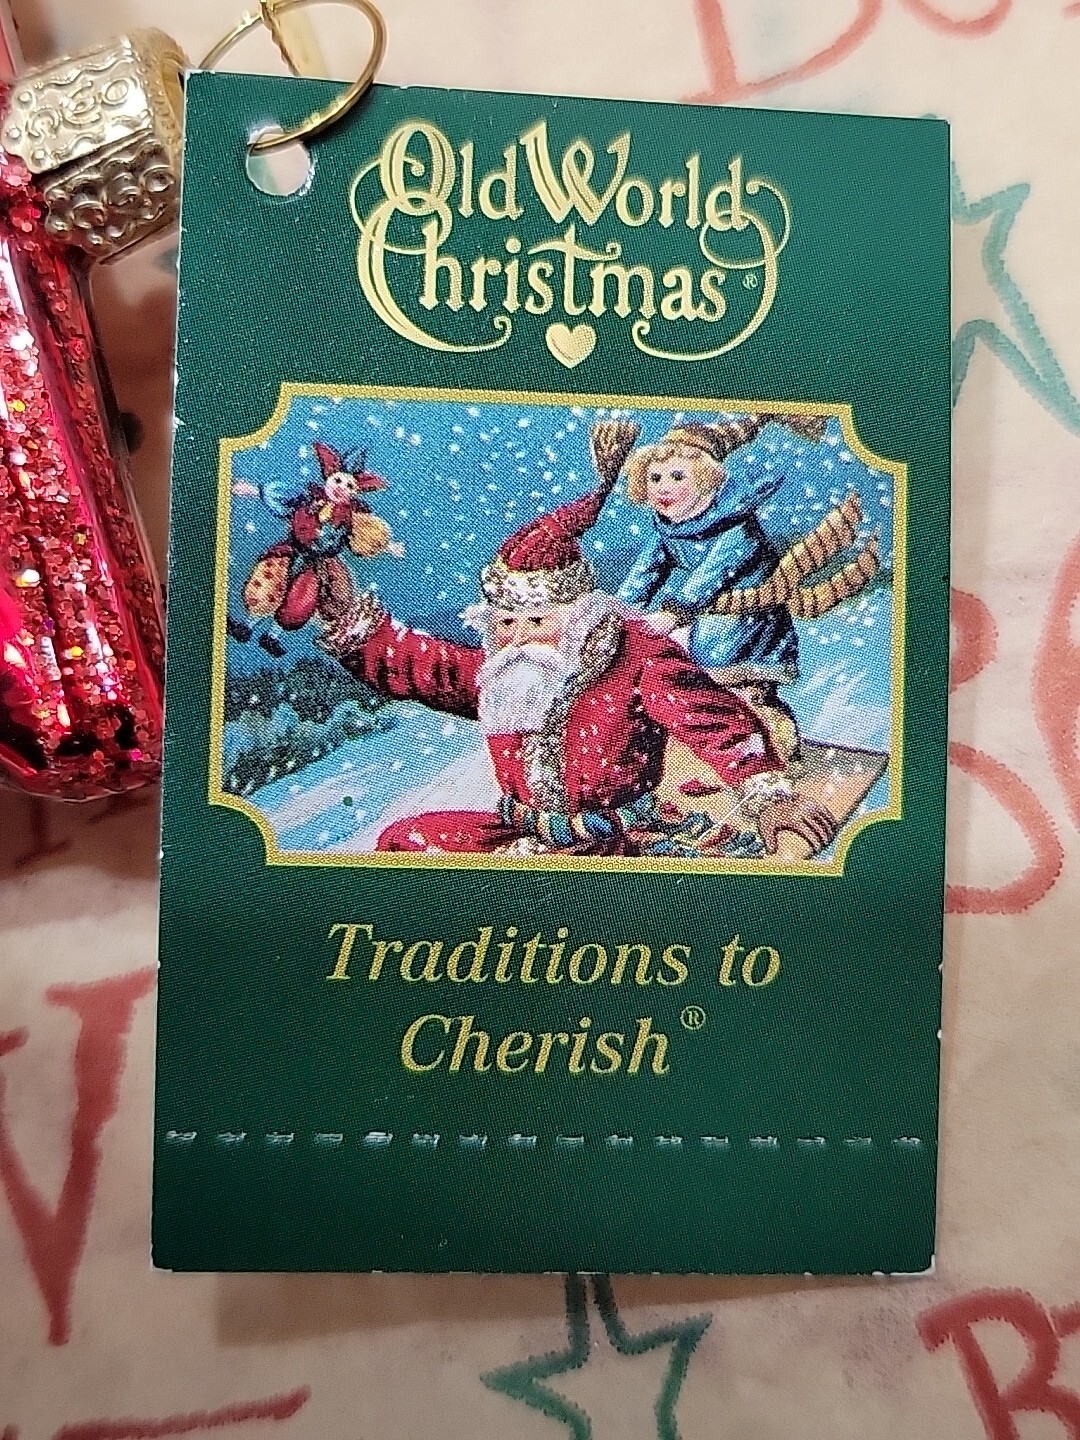 Old World
Christmas®
Traditions to
Cherish®